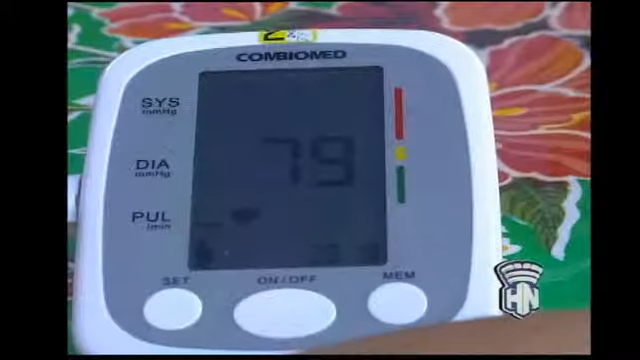 COMBIOMED
SYS
mmHg
79
DIA
mmHg
PUL
/min
SET
ON/OFF
MEM
HN